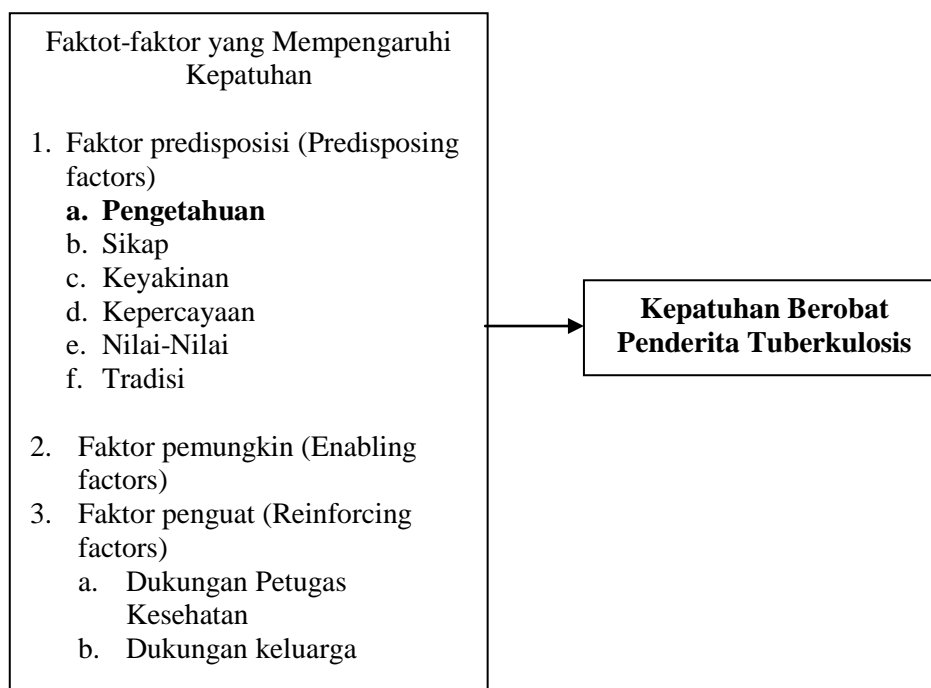 Faktot-faktor yang Mempengaruhi
Kepatuhan
1. Faktor predisposisi (Predisposing
factors)
a. Pengetahuan
b. Sikap
c. Keyakinan
d. Kepercayaan
e. Nilai-Nilai
f. Tradisi
2. Faktor pemungkin (Enabling
factors)
3. Faktor penguat (Reinforcing
factors)
a. Dukungan Petugas
Kesehatan
b. Dukungan keluarga
Kepatuhan Berobat
Penderita Tuberkulosis